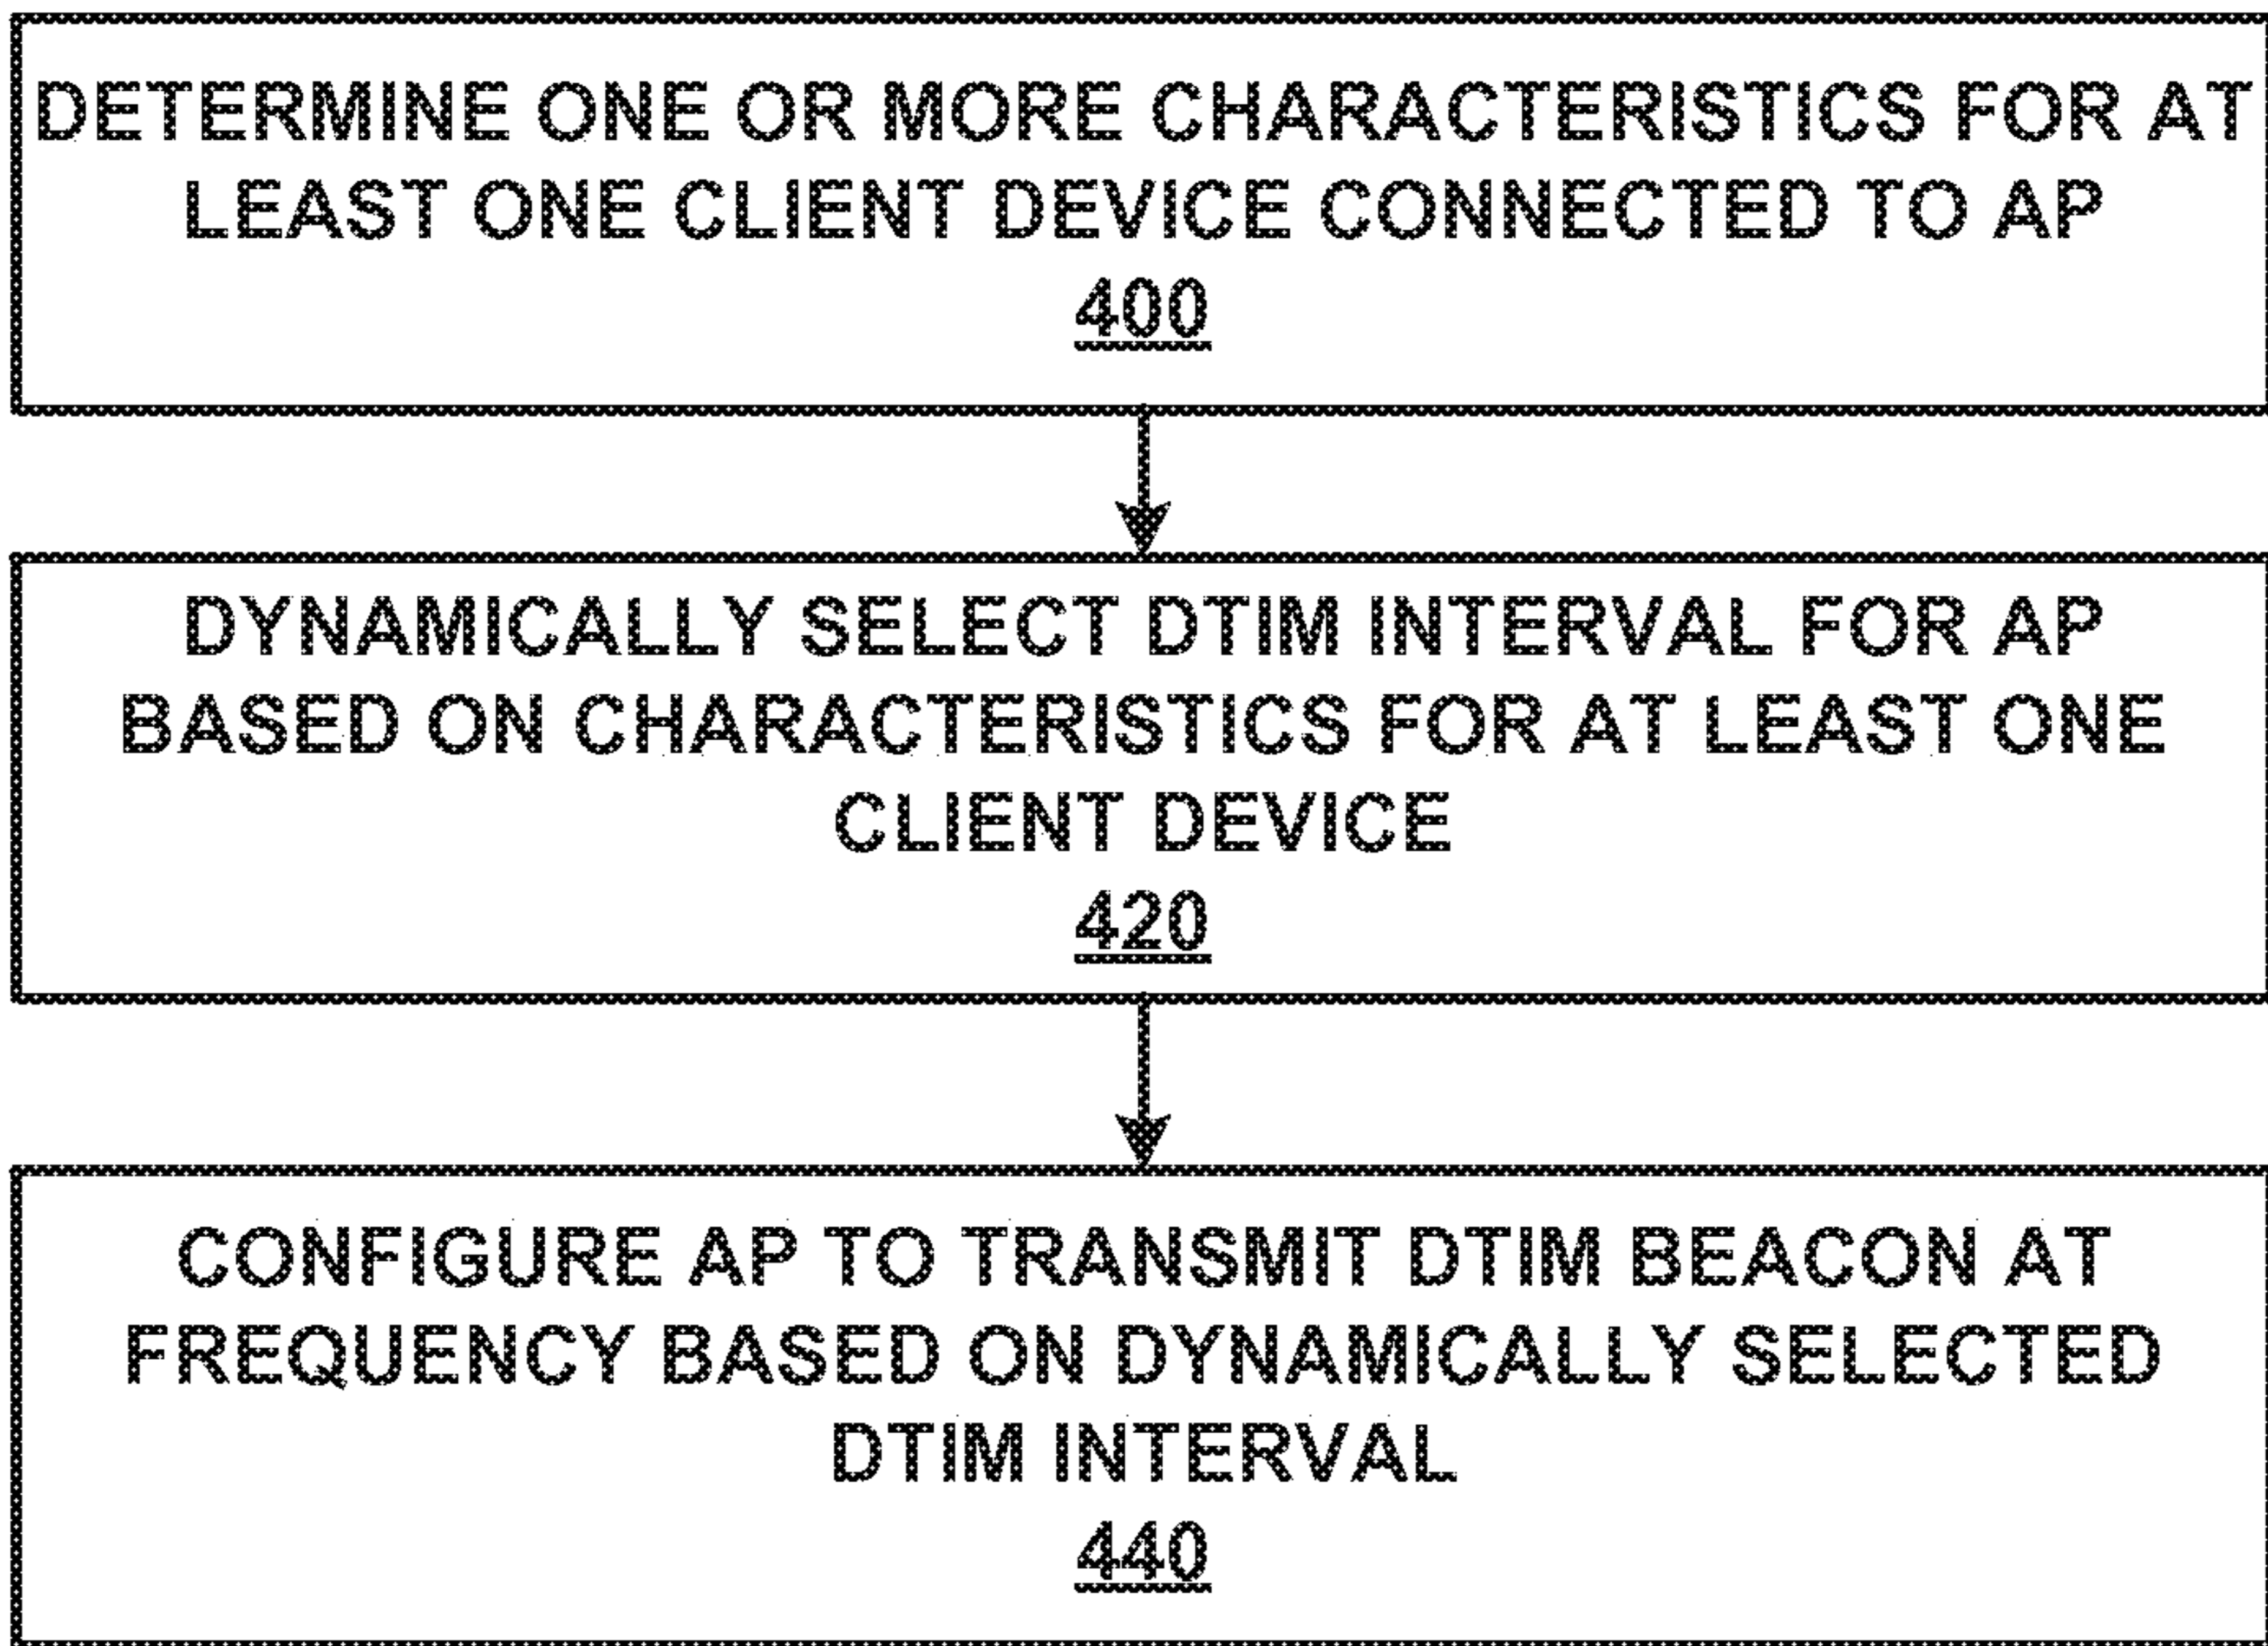 DETERMINE ONE OR MORE CHARACTERISTICS FOR AT
LEAST ONE CLIENT DEVICE CONNECTED TO AP
400
DYNAMICALLY SELECT DTIM INTERVAL FOR AP
BASED ON CHARACTERISTICS FOR AT LEAST ONE
CLIENT DEVICE
420
CONFIGURE AP TO TRANSMIT DTIM BEACON AT
FREQUENCY BASED ON DYNAMICALLY SELECTED
DTIM INTERVAL
440